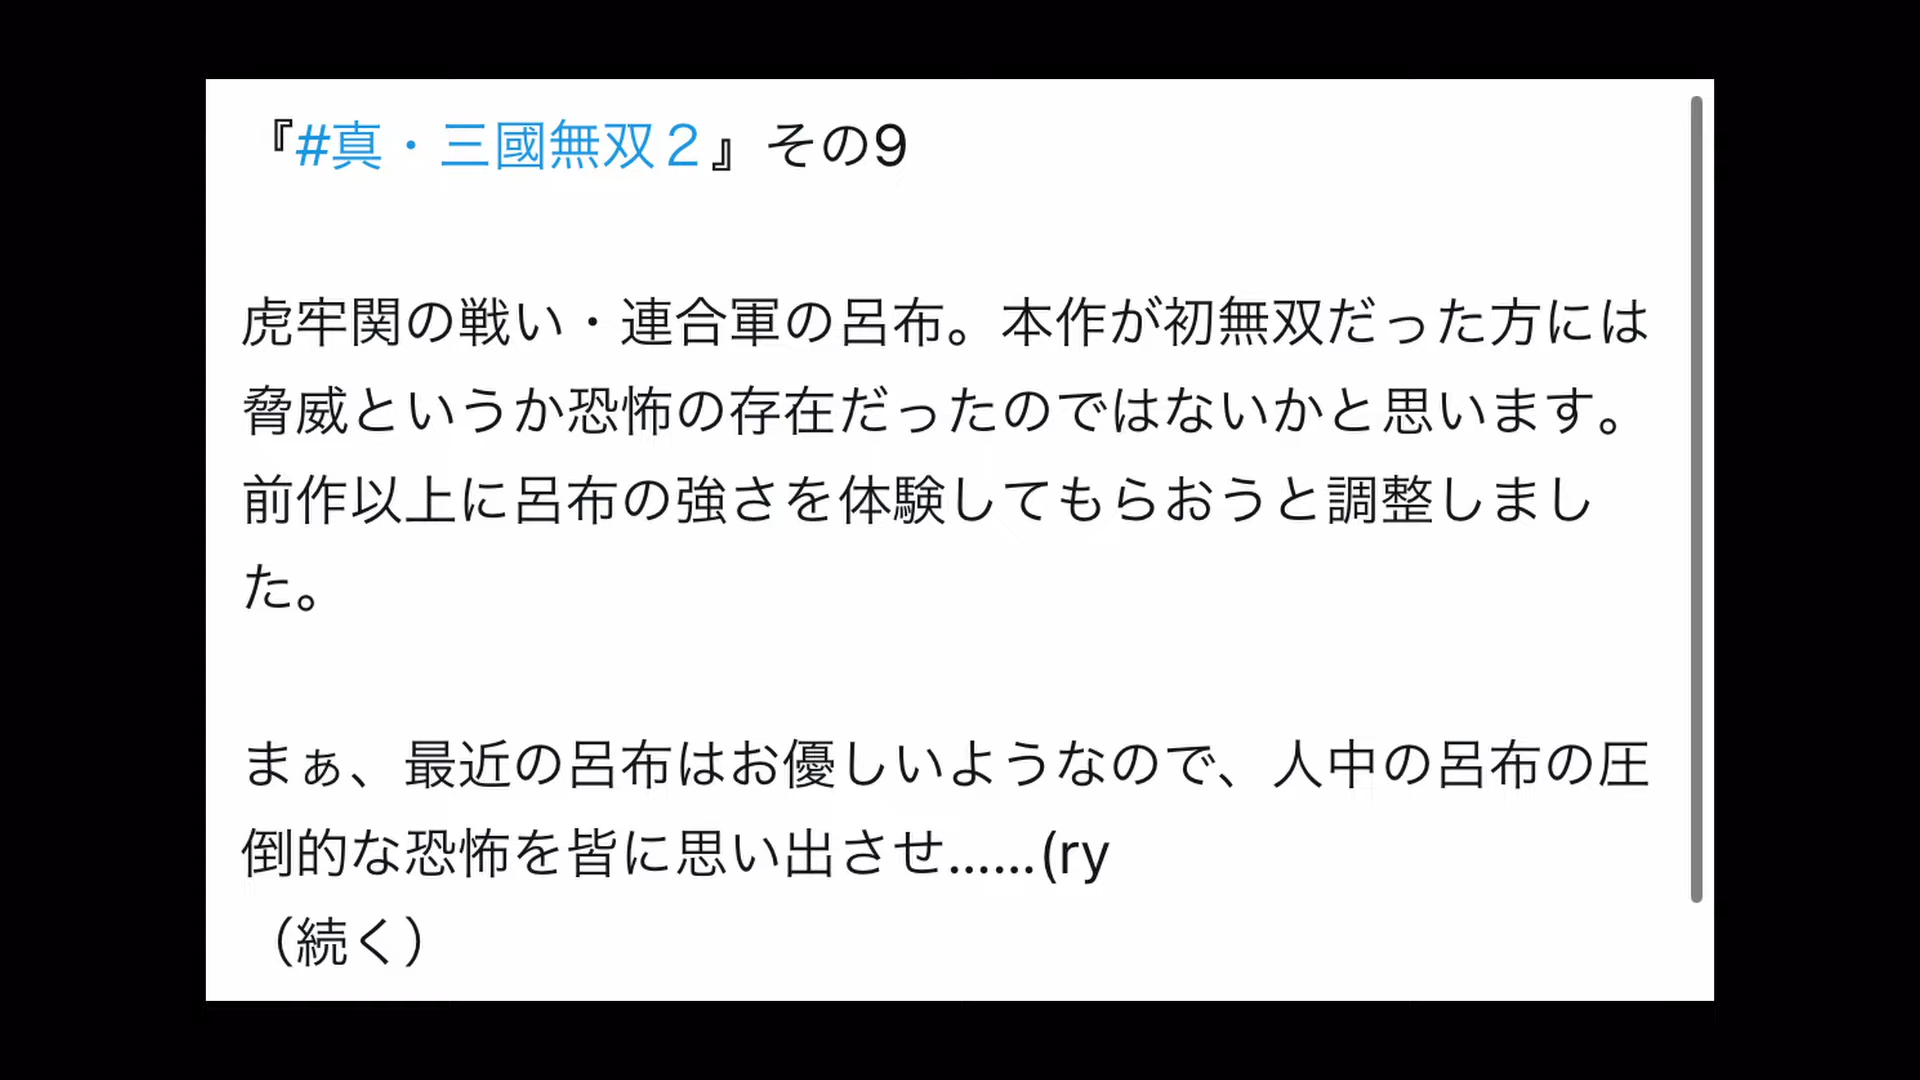 『#真・三國無双２』その9
虎牢関の戦い・連合軍の呂布。本作が初無双だった方には
脅威というか恐怖の存在だったのではないかと思います。
前作以上に呂布の強さを体験してもらおうと調整しまし
た。
まぁ、最近の呂布はお優しいようなので、人中の呂布の圧
倒的な恐怖を皆に思い出させ……(ry
（続く）